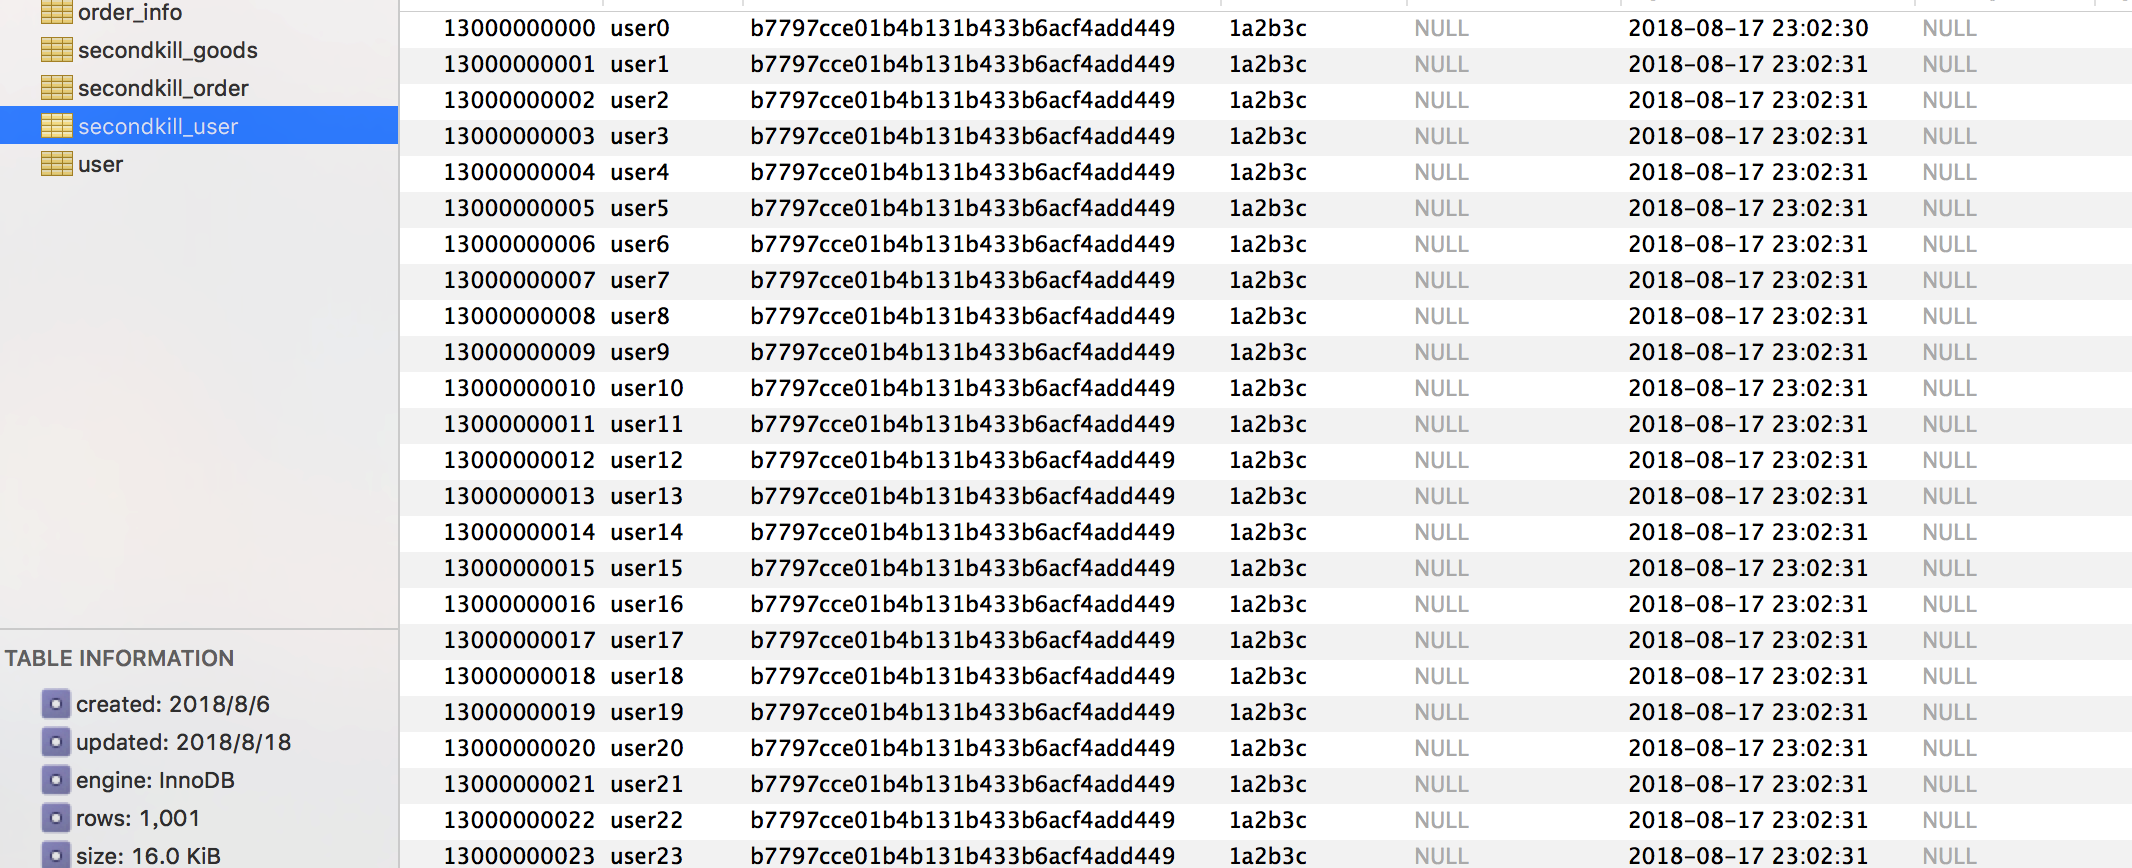 order_info
secondkill_goods
secondkill_order
secondkill_user
user
TABLE INFORMATION
created: 2018/8/6
updated: 2018/8/18
engine: InnoDB
rows: 1,001
size: 16.0 KiB
13000000000 user0 b7797cce01b4b131b433b6acf4add449 1a2b3c NULL 2018-08-17 23:02:30 NULL
13000000001 user1 b7797cce01b4b131b433b6acf4add449 1a2b3c NULL 2018-08-17 23:02:31 NULL
13000000002 user2 b7797cce01b4b131b433b6acf4add449 1a2b3c NULL 2018-08-17 23:02:31 NULL
13000000003 user3 b7797cce01b4b131b433b6acf4add449 1a2b3c NULL 2018-08-17 23:02:31 NULL
13000000004 user4 b7797cce01b4b131b433b6acf4add449 1a2b3c NULL 2018-08-17 23:02:31 NULL
13000000005 user5 b7797cce01b4b131b433b6acf4add449 1a2b3c NULL 2018-08-17 23:02:31 NULL
13000000006 user6 b7797cce01b4b131b433b6acf4add449 1a2b3c NULL 2018-08-17 23:02:31 NULL
13000000007 user7 b7797cce01b4b131b433b6acf4add449 1a2b3c NULL 2018-08-17 23:02:31 NULL
13000000008 user8 b7797cce01b4b131b433b6acf4add449 1a2b3c NULL 2018-08-17 23:02:31 NULL
13000000009 user9 b7797cce01b4b131b433b6acf4add449 1a2b3c NULL 2018-08-17 23:02:31 NULL
13000000010 user10 b7797cce01b4b131b433b6acf4add449 1a2b3c NULL 2018-08-17 23:02:31 NULL
13000000011 user11 b7797cce01b4b131b433b6acf4add449 1a2b3c NULL 2018-08-17 23:02:31 NULL
13000000012 user12 b7797cce01b4b131b433b6acf4add449 1a2b3c NULL 2018-08-17 23:02:31 NULL
13000000013 user13 b7797cce01b4b131b433b6acf4add449 1a2b3c NULL 2018-08-17 23:02:31 NULL
13000000014 user14 b7797cce01b4b131b433b6acf4add449 1a2b3c NULL 2018-08-17 23:02:31 NULL
13000000015 user15 b7797cce01b4b131b433b6acf4add449 1a2b3c NULL 2018-08-17 23:02:31 NULL
13000000016 user16 b7797cce01b4b131b433b6acf4add449 1a2b3c NULL 2018-08-17 23:02:31 NULL
13000000017 user17 b7797cce01b4b131b433b6acf4add449 1a2b3c NULL 2018-08-17 23:02:31 NULL
13000000018 user18 b7797cce01b4b131b433b6acf4add449 1a2b3c NULL 2018-08-17 23:02:31 NULL
13000000019 user19 b7797cce01b4b131b433b6acf4add449 1a2b3c NULL 2018-08-17 23:02:31 NULL
13000000020 user20 b7797cce01b4b131b433b6acf4add449 1a2b3c NULL 2018-08-17 23:02:31 NULL
13000000021 user21 b7797cce01b4b131b433b6acf4add449 1a2b3c NULL 2018-08-17 23:02:31 NULL
13000000022 user22 b7797cce01b4b131b433b6acf4add449 1a2b3c NULL 2018-08-17 23:02:31 NULL
13000000023 user23 b7797cce01b4b131b433b6acf4add449 1a2b3c NULL 2018-08-17 23:02:31 NULL